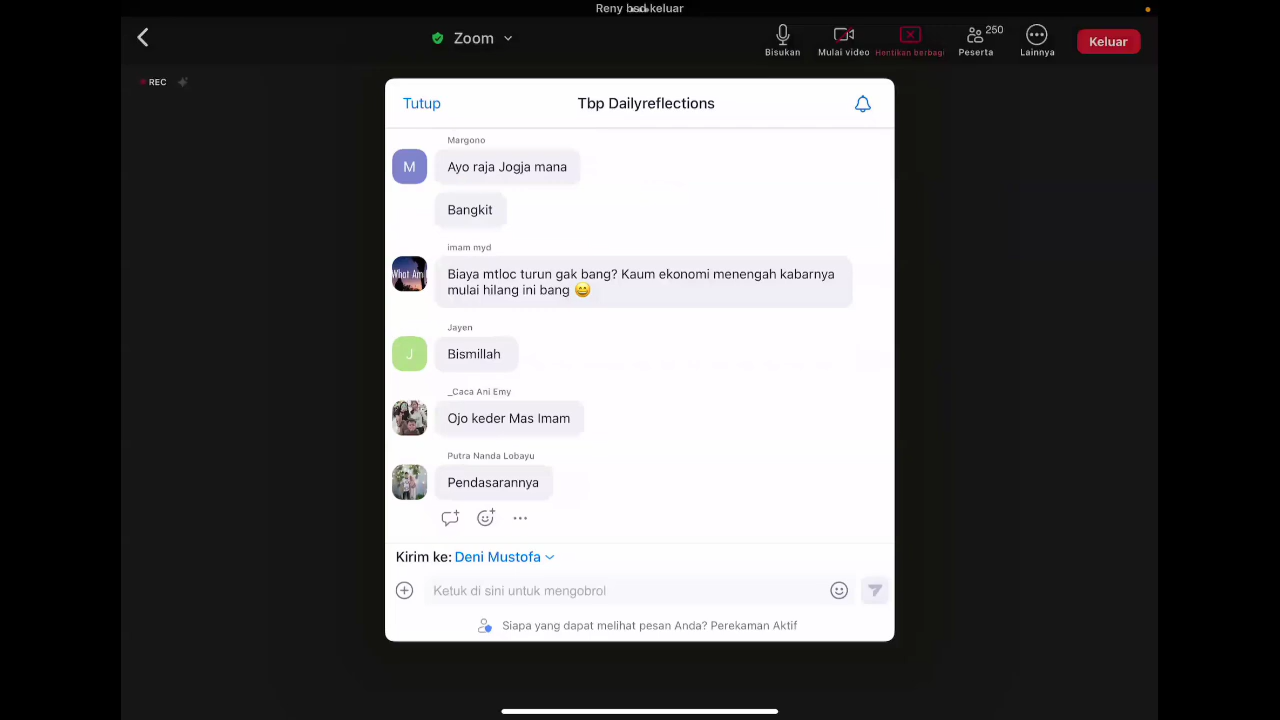 Reny bsd keluar
Zoom
Bisukan
Mulai video
Hentikan berbagi
250
Peserta
Lainnya
Keluar
REC
Tutup
Tbp Dailyreflections
Margono
M
Ayo raja Jogja mana
Bangkit
imam myd
What Am
Biaya mtloc turun gak bang? Kaum ekonomi menengah kabarnya
mulai hilang ini bang 😄
Jayen
J
Bismillah
_Caca Ani Emy
Ojo keder Mas Imam
Putra Nanda Lobayu
Pendasarannya
Kirim ke: Deni Mustofa
Ketuk di sini untuk mengobrol
Siapa yang dapat melihat pesan Anda? Perekaman Aktif